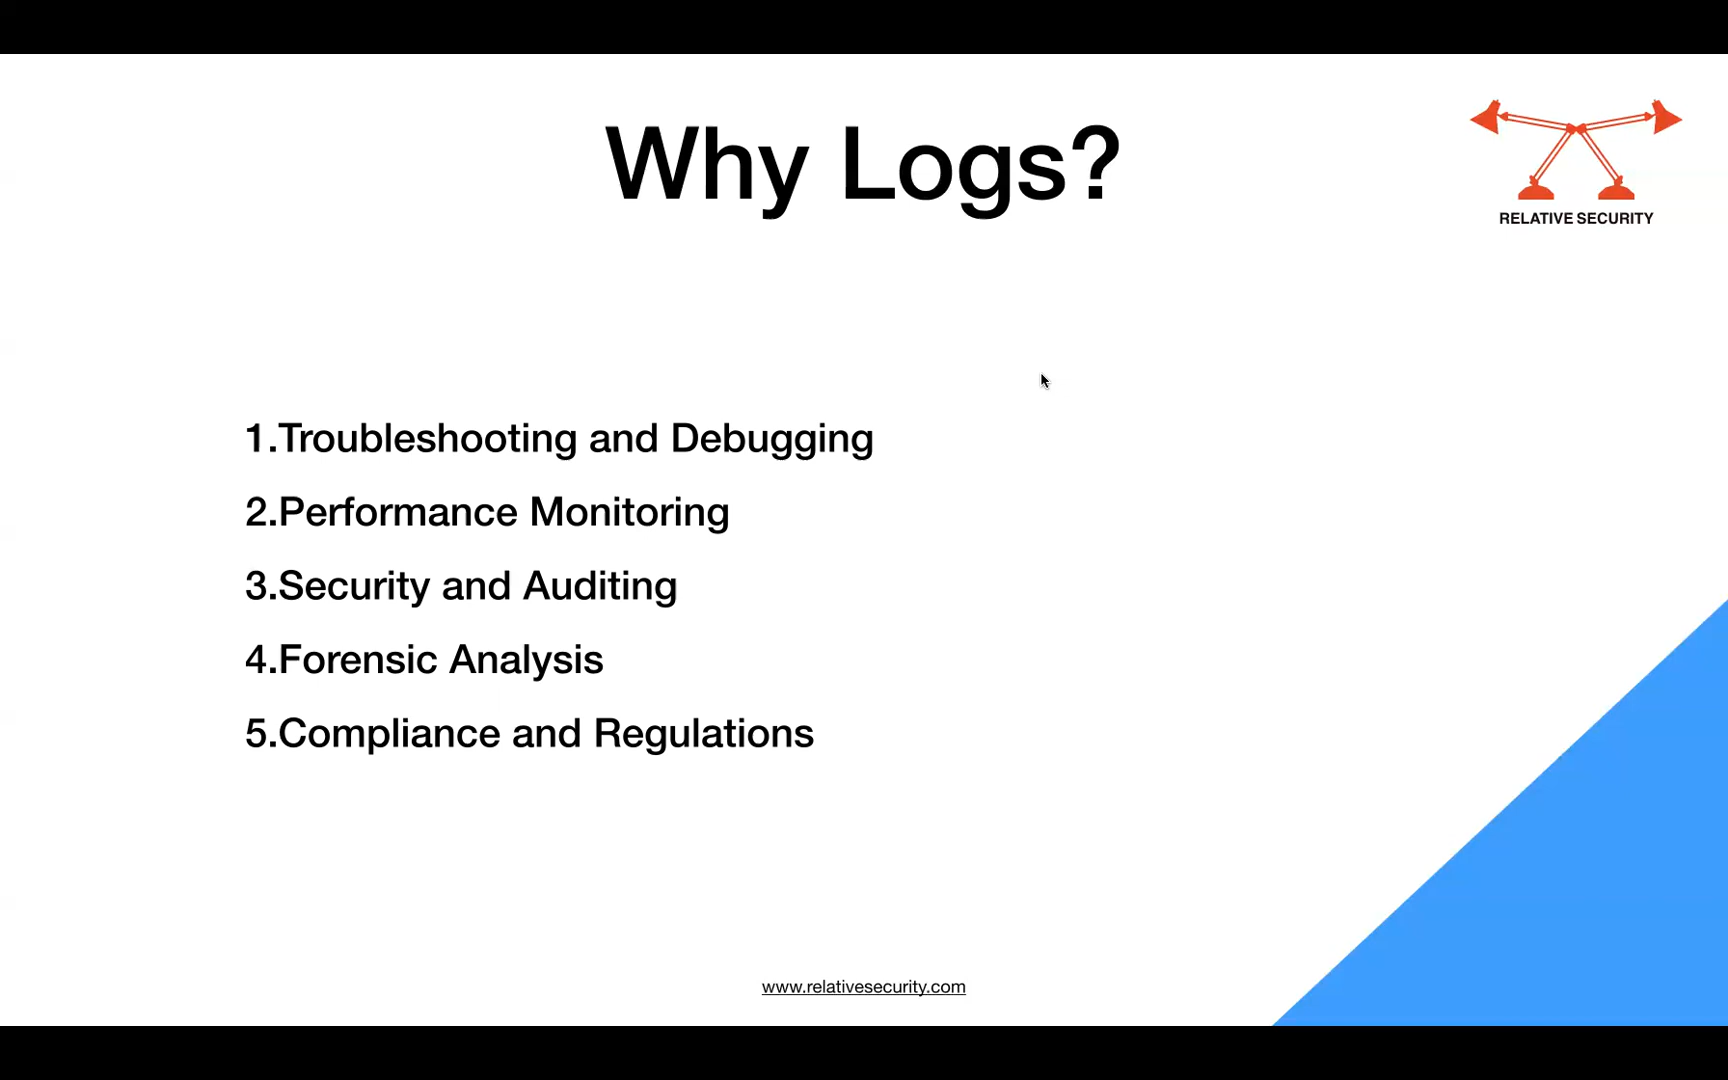 Why Logs?
RELATIVE SECURITY
1.Troubleshooting and Debugging
2.Performance Monitoring
3.Security and Auditing
4.Forensic Analysis
5.Compliance and Regulations
www.relativesecurity.com